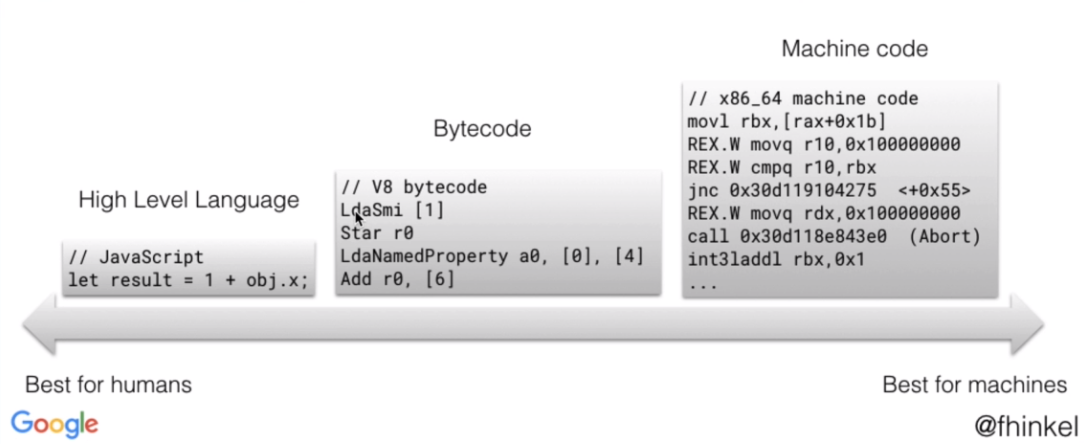 High Level Language
// JavaScript
let result = 1 + obj.x;
Bytecode
// V8 bytecode
LdaSmi [1]
Star r0
LdaNamedProperty a0, [0], [4]
Add r0, [6]
Machine code
// x86_64 machine code
movl rbx,[rax+0x1b]
REX.W movq r10,0x100000000
REX.W cmpq r10,rbx
jnc 0x30d119104275 <+0x55>
REX.W movq rdx,0x100000000
call 0x30d118e843e0 (Abort)
int3laddl rbx,0x1
...
Best for humans
Best for machines
Google
@fhinkel